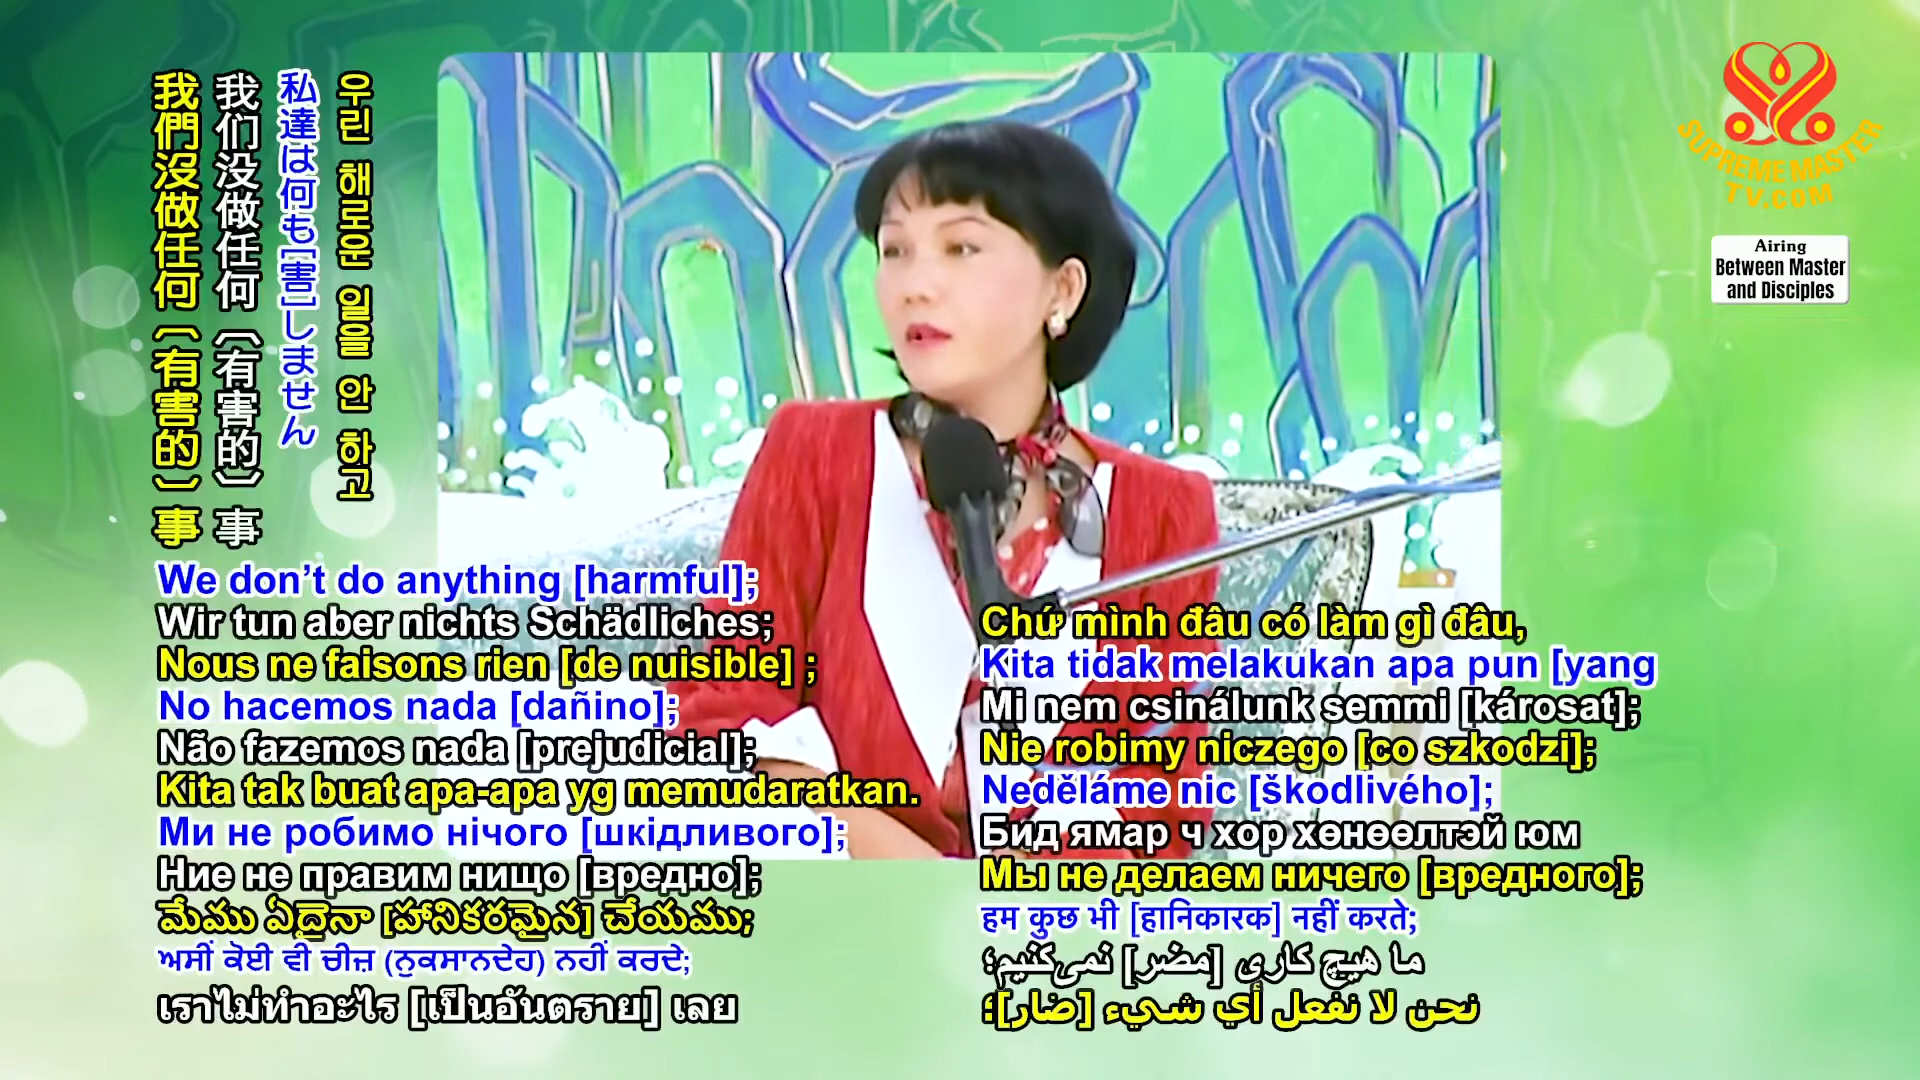 我們沒做任何〔有害的〕事
我们没做任何〔有害的〕事
私達は何も[害]しません
우린 해로운 일을 안 하고
SUPREME MASTER
TV.COM
Airing
Between Master
and Disciples
We don’t do anything [harmful];
Wir tun aber nichts Schädliches;
Nous ne faisons rien [de nuisible] ;
No hacemos nada [dañino];
Não fazemos nada [prejudicial];
Kita tak buat apa-apa yg memudaratkan.
Ми не робимо нічого [шкідливого];
Ние не правим нищо [вредно];
మేము ఏదైనా [హానికరమైన] చేయము;
ਅਸੀਂ ਕੋਈ ਵੀ ਚੀਜ਼ (ਨੁਕਸਾਨਦੇਹ) ਨਹੀਂ ਕਰਦੇ;
เราไม่ทำอะไร [เป็นอันตราย] เลย
Chứ mình đâu có làm gì đâu,
Kita tidak melakukan apa pun [yang
Mi nem csinálunk semmi [károsat];
Nie robimy niczego [co szkodzi];
Neděláme nic [škodlivého];
Бид ямар ч хор хөнөөлтэй юм
Мы не делаем ничего [вредного];
हम कुछ भी [हानिकारक] नहीं करते;
ما هیچ کاری [مضر] نمی‌کنیم؛
نحن لا نفعل أي شيء [ضار]؛